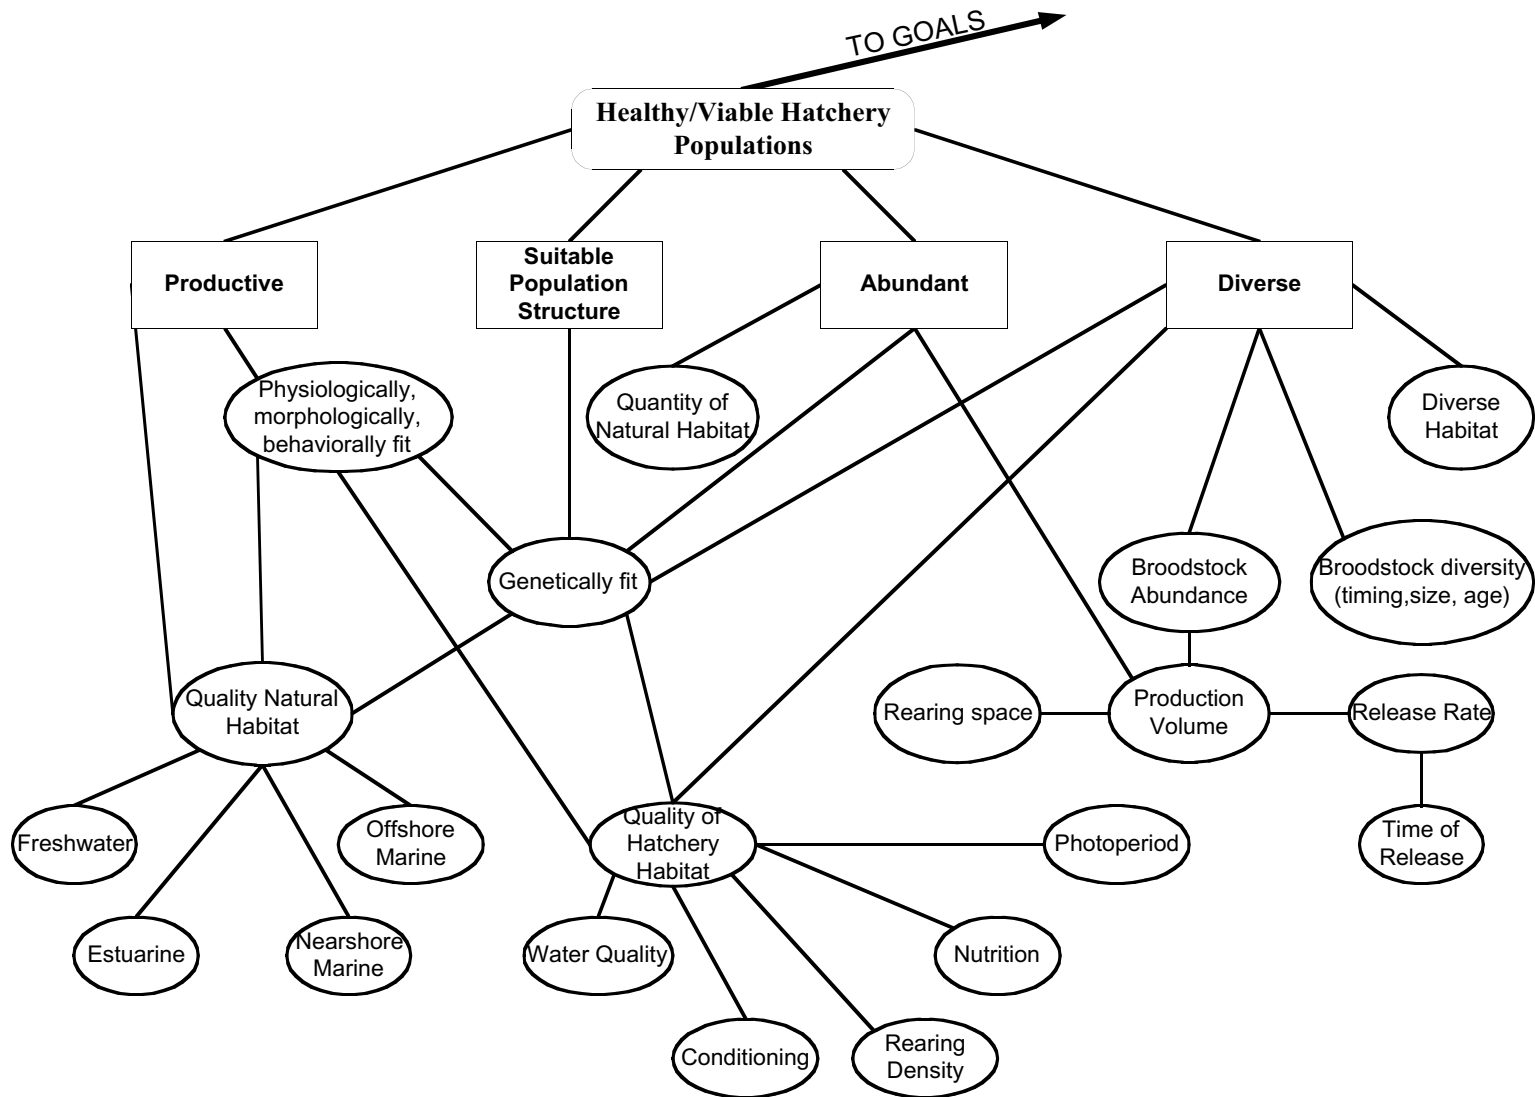 TO GOALS
Healthy/Viable Hatchery
Populations
Productive
Suitable
Population
Structure
Abundant
Diverse
Physiologically,
morphologically,
behaviorally fit
Quantity of
Natural Habitat
Diverse
Habitat
Genetically fit
Broodstock
Abundance
Broodstock diversity
(timing,size, age)
Quality Natural
Habitat
Rearing space
Production
Volume
Release Rate
Freshwater
Offshore
Marine
Quality of
Hatchery
Habitat
Photoperiod
Time of
Release
Estuarine
Nearshore
Marine
Water Quality
Nutrition
Conditioning
Rearing
Density